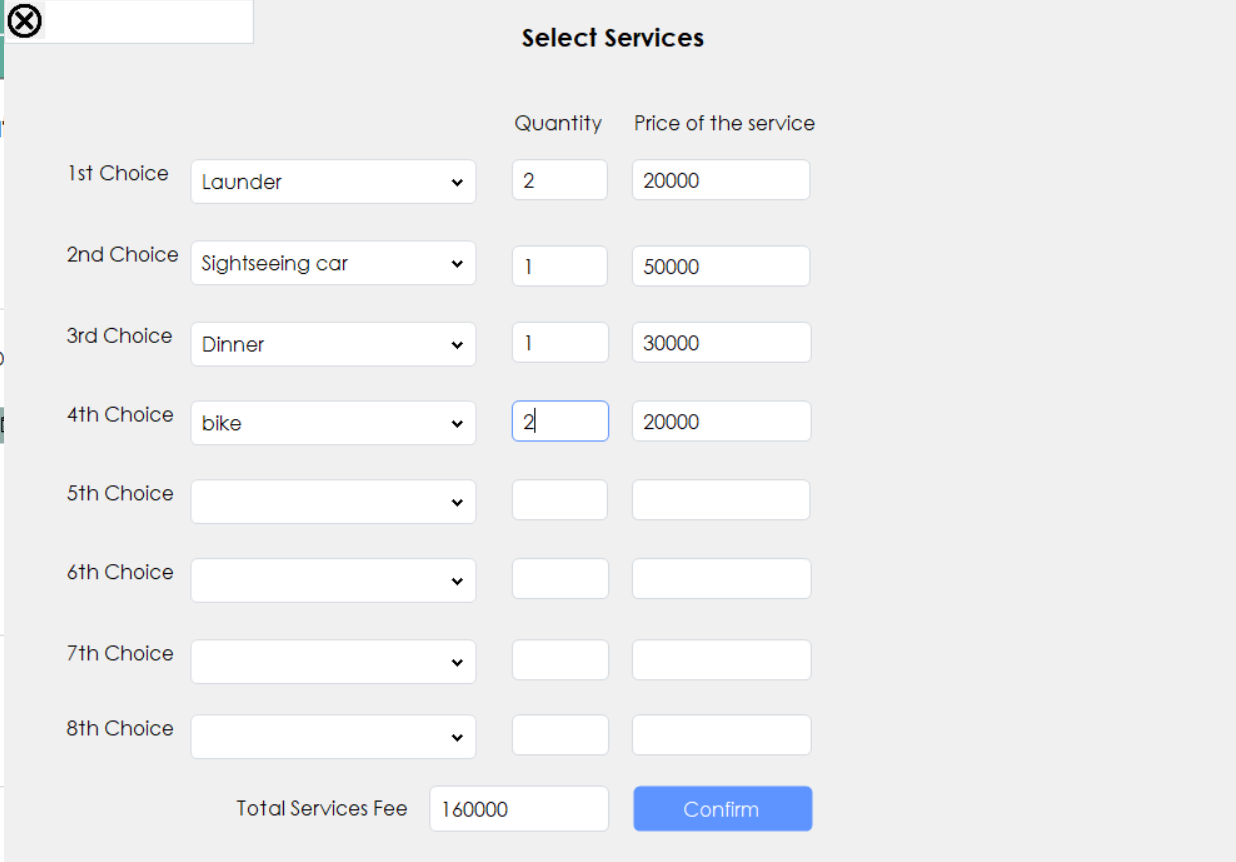 Select Services
Quantity Price of the service
1st Choice Launder 2 20000
2nd Choice Sightseeing car 1 50000
3rd Choice Dinner 1 30000
4th Choice bike 2 20000
5th Choice
6th Choice
7th Choice
8th Choice
Total Services Fee 160000 Confirm